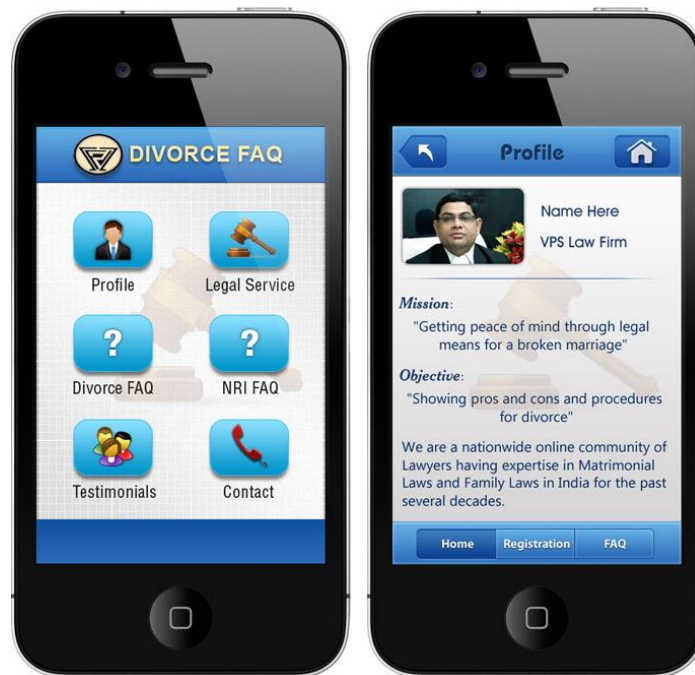 DIVORCE FAQ
Profile
Legal Service
Divorce FAQ
NRI FAQ
Testimonials
Contact
Profile
Name Here
VPS Law Firm
Mission:
"Getting peace of mind through legal
means for a broken marriage"
Objective:
"Showing pros and cons and procedures
for divorce"
We are a nationwide online community of
Lawyers having expertise in Matrimonial
Laws and Family Laws in India for the past
several decades.
Home
Registration
FAQ